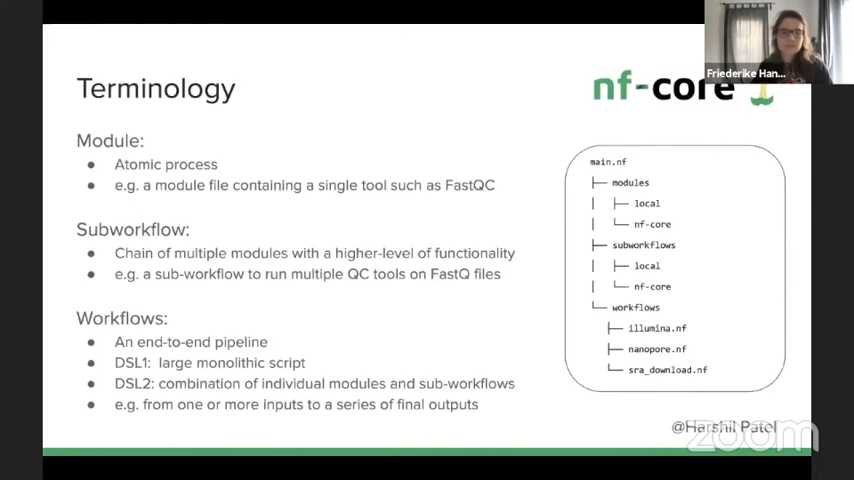 Friederike Han...
Terminology
nf-core
Module:
● Atomic process
● e.g. a module file containing a single tool such as FastQC
Subworkflow:
● Chain of multiple modules with a higher-level of functionality
● e.g. a sub-workflow to run multiple QC tools on FastQ files
Workflows:
● An end-to-end pipeline
● DSL1: large monolithic script
● DSL2: combination of individual modules and sub-workflows
● e.g. from one or more inputs to a series of final outputs
main.nf
├── modules
│ ├── local
│ └── nf-core
├── subworkflows
│ ├── local
│ └── nf-core
└── workflows
├── illumina.nf
├── nanopore.nf
└── sra_download.nf
@Harshil Patel
zoom